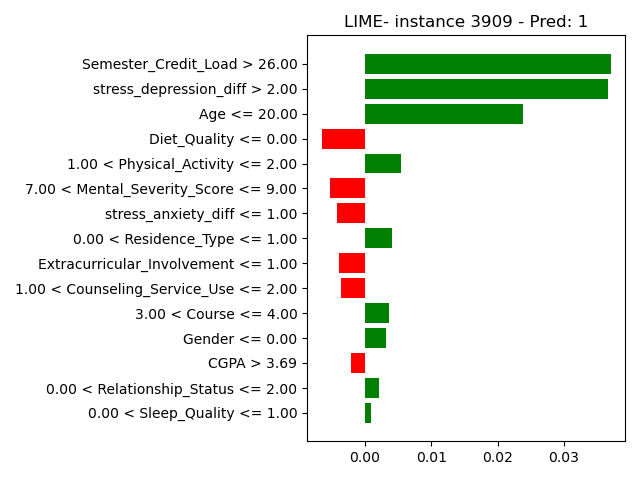 LIME- instance 3909 - Pred: 1
Semester_Credit_Load > 26.00
stress_depression_diff > 2.00
Age <= 20.00
Diet_Quality <= 0.00
1.00 < Physical_Activity <= 2.00
7.00 < Mental_Severity_Score <= 9.00
stress_anxiety_diff <= 1.00
0.00 < Residence_Type <= 1.00
Extracurricular_Involvement <= 1.00
1.00 < Counseling_Service_Use <= 2.00
3.00 < Course <= 4.00
Gender <= 0.00
CGPA > 3.69
0.00 < Relationship_Status <= 2.00
0.00 < Sleep_Quality <= 1.00
0.00 0.01 0.02 0.03